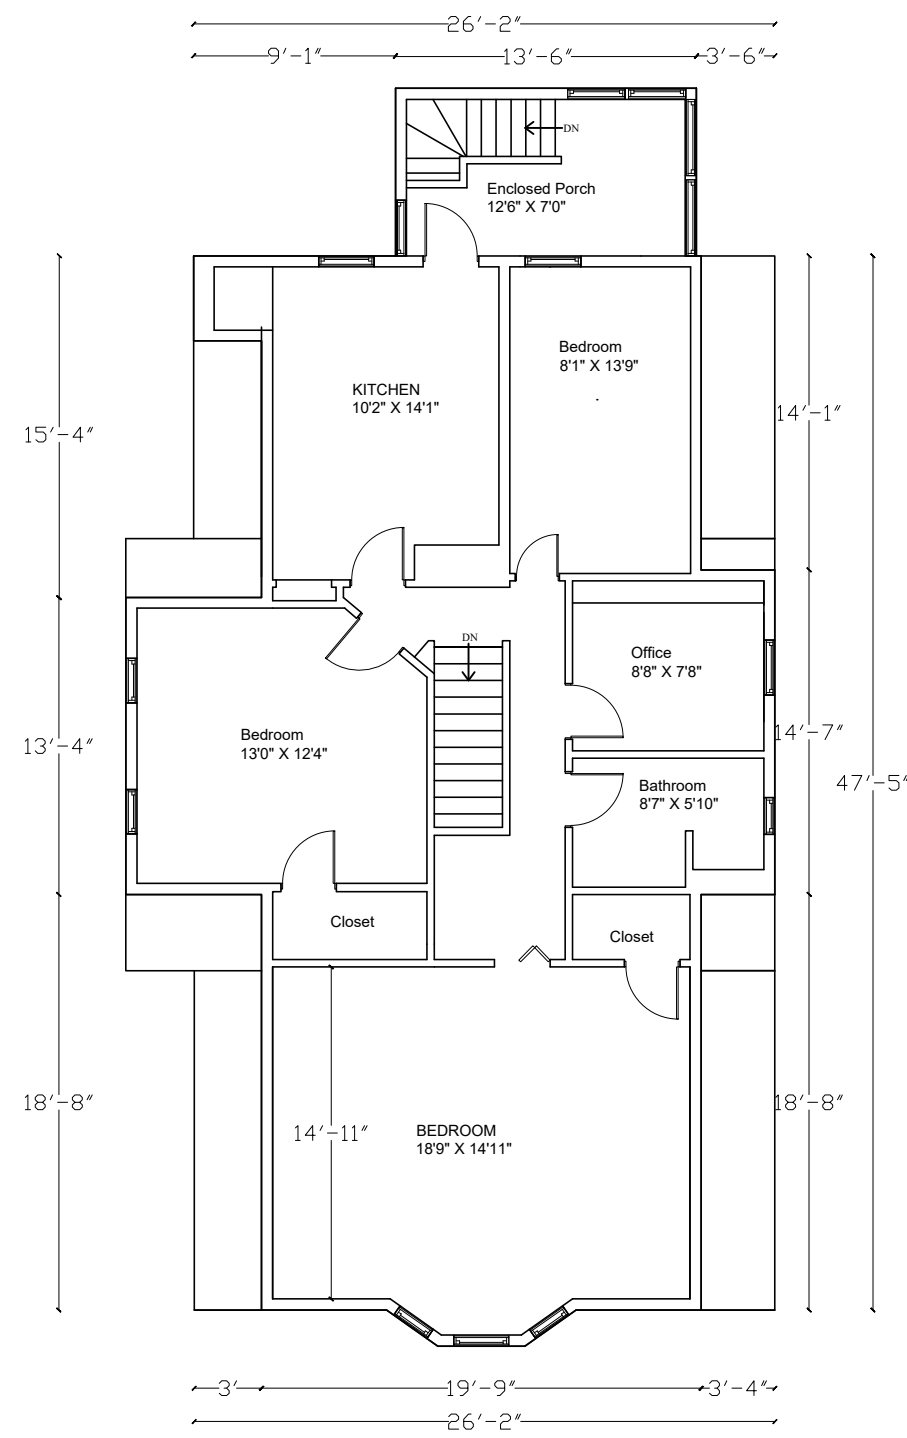 26'-2"
9'-1"
13'-6"
3'-6"
DN
Enclosed Porch
12'6" X 7'0"
Bedroom
8'1" X 13'9"
KITCHEN
10'2" X 14'1"
14'-1"
15'-4"
DN
Office
8'8" X 7'8"
Bedroom
13'0" X 12'4"
14'-7"
13'-4"
47'-5"
Bathroom
8'7" X 5'10"
Closet
Closet
18'-8"
18'-8"
14'-11"
BEDROOM
18'9" X 14'11"
3'
19'-9"
3'-4"
26'-2"